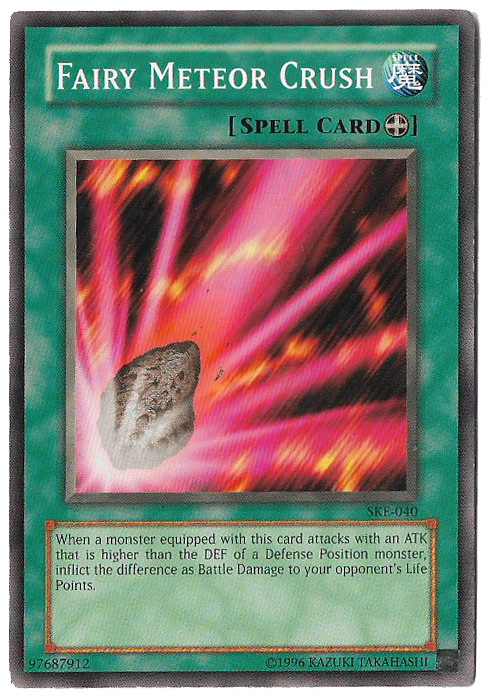 FAIRY METEOR CRUSH
SPELL
魔
[SPELL CARD]
SKE-040
When a monster equipped with this card attacks with an ATK
that is higher than the DEF of a Defense Position monster,
inflict the difference as Battle Damage to your opponent's Life
Points.
97687912
©1996 KAZUKI TAKAHASHI